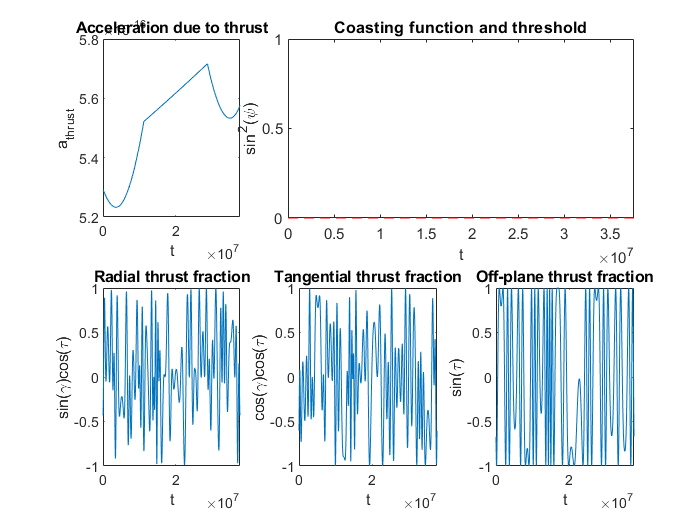 Acceleration due to thrust
5.8
5.6
5.4
5.2
a_thrust
0
2
t
×10^7
Coasting function and threshold
1
0.5
0
sin^2(ψ)
0
0.5
1
1.5
2
2.5
3
3.5
t
×10^7
Radial thrust fraction
1
0.5
0
-0.5
-1
sin(γ)cos(τ)
0
2
t
×10^7
Tangential thrust fraction
1
0.5
0
-0.5
-1
cos(γ)cos(τ)
0
2
t
×10^7
Off-plane thrust fraction
1
0.5
0
-0.5
-1
sin(τ)
0
2
t
×10^7